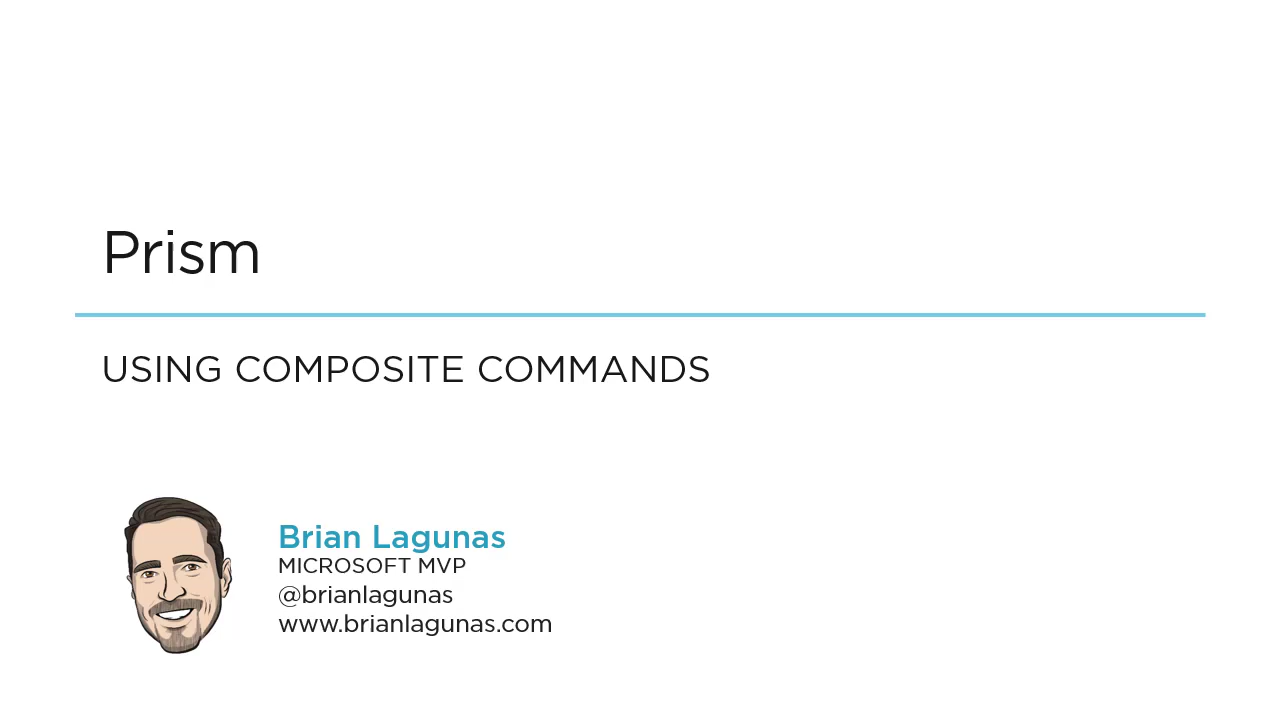 Prism
USING COMPOSITE COMMANDS
Brian Lagunas
MICROSOFT MVP
@brianlagunas
www.brianlagunas.com